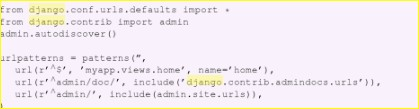 from django.conf.urls.defaults import *
from django.contrib import admin
admin.autodiscover()
urlpatterns = patterns(“,
url(r’^$’, ’myapp.views.home’, name=’home’),
url(r’^admin/doc/’, include(’django.contrib.admindocs.urls’)),
url(r’^admin/’, include(admin.site.urls)),
)